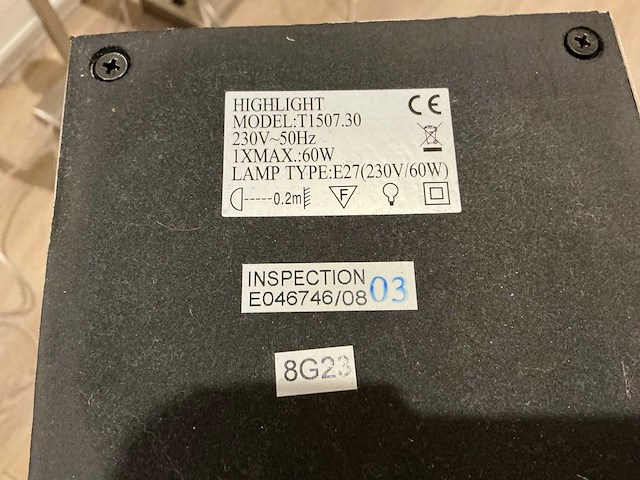 HIGHLIGHT
MODEL:T1507.30
230V~50Hz
1XMAX.:60W
LAMP TYPE:E27(230V/60W)
CE
0.2m
F
INSPECTION
E046746/08 03
8G23